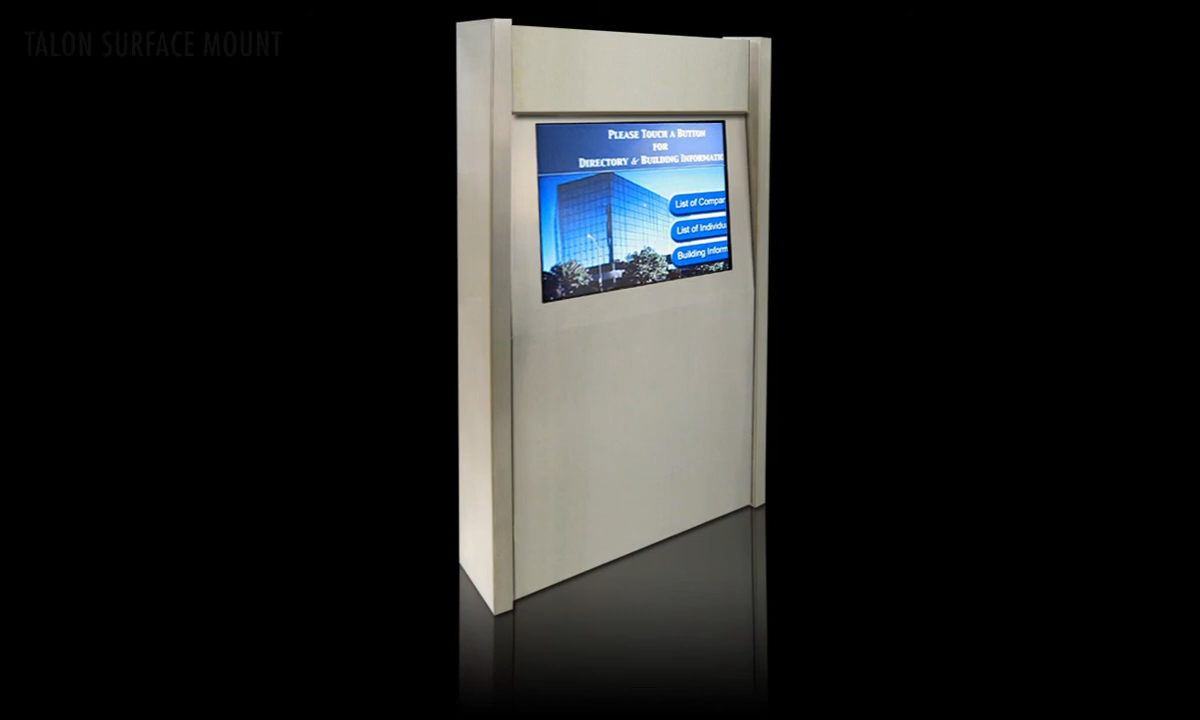 TALON SURFACE MOUNT
PLEASE TOUCH A BUTTON
FOR
DIRECTORY & BUILDING INFORMATIC
List of Compar
List of Individu
Building Inform